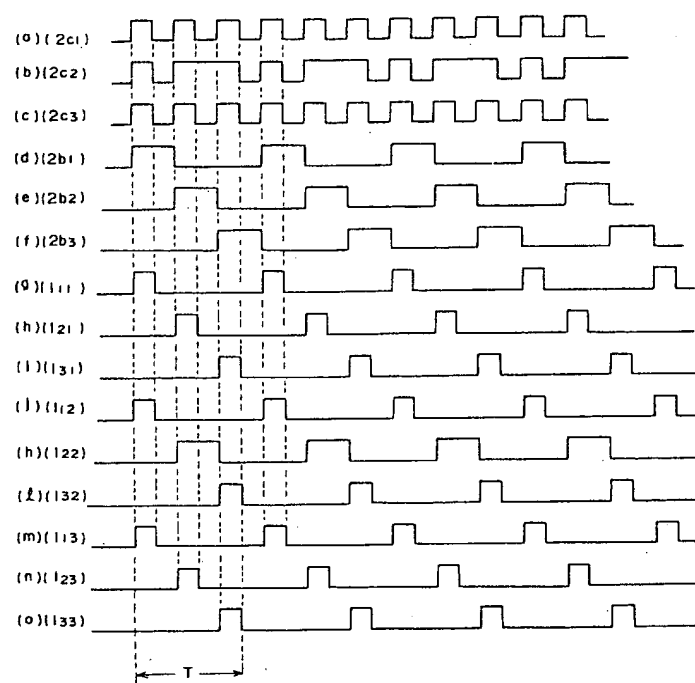 (a)(2c1)
(b)(2c2)
(c)(2c3)
(d)(2b1)
(e)(2b2)
(f)(2b3)
(g)(111)
(h)(121)
(i)(131)
(j)(112)
(h)(122)
(ℓ)(132)
(m)(113)
(n)(123)
(o)(133)
T